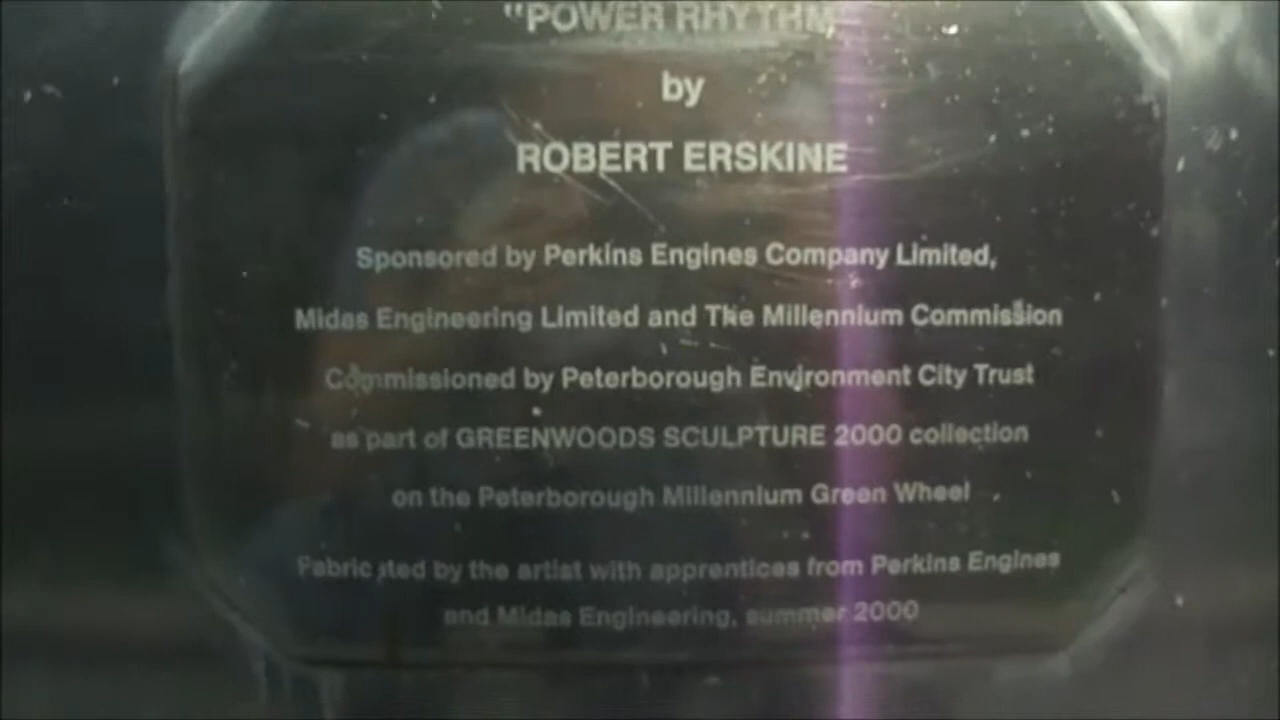 "POWER RHYTHM
by
ROBERT ERSKINE
Sponsored by Perkins Engines Company Limited,
Midas Engineering Limited and The Millennium Commission
Commissioned by Peterborough Environment City Trust
as part of GREENWOODS SCULPTURE 2000 collection
on the Peterborough Millennium Green Wheel
Fabricated by the artist with apprentices from Perkins Engines
and Midas Engineering, summer 2000